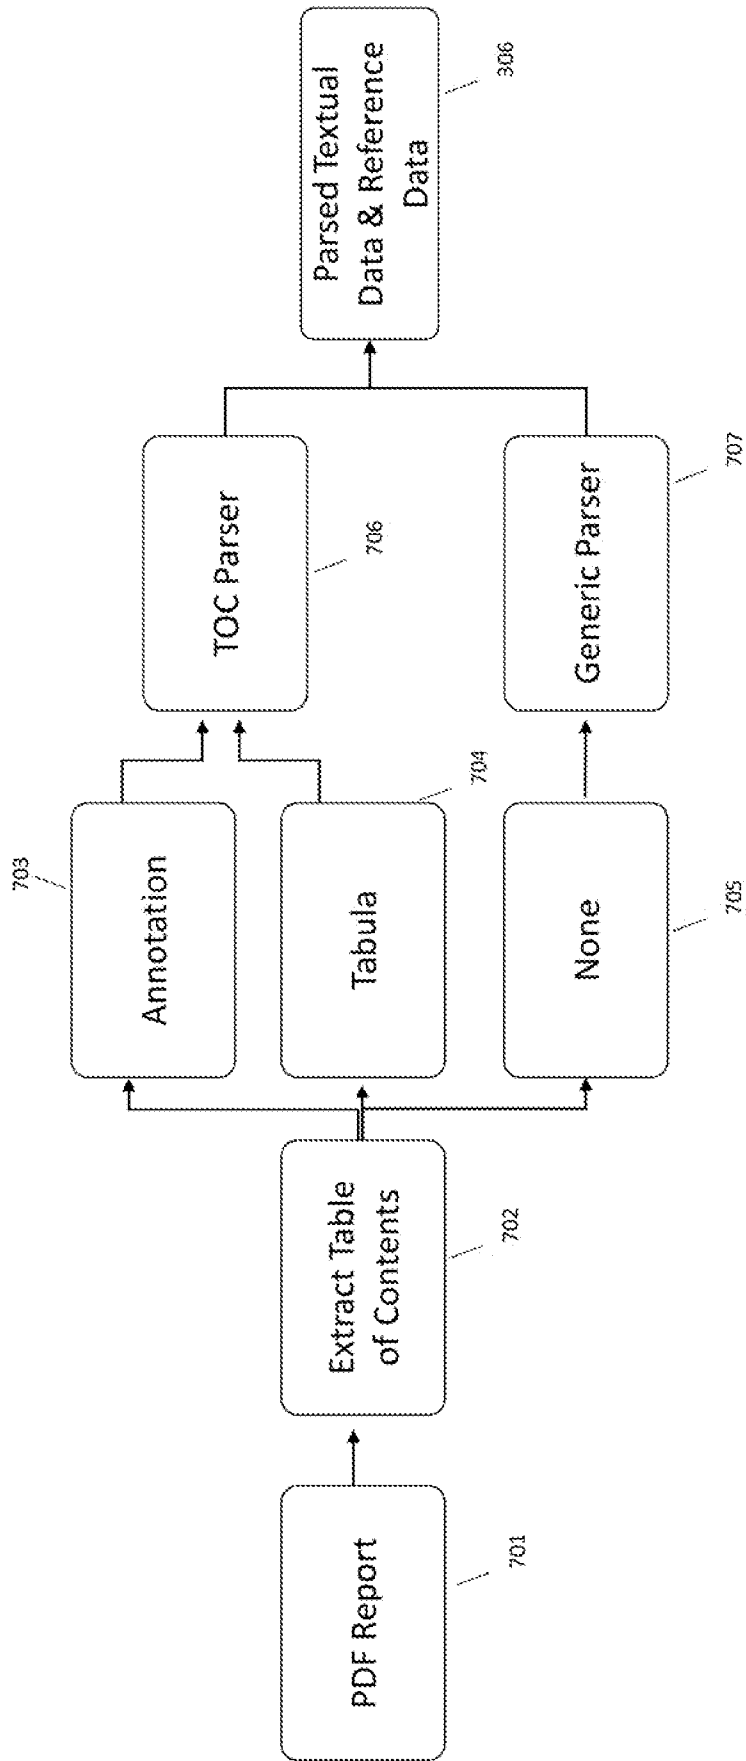 PDF Report
701
Extract Table
of Contents
702
Annotation
703
Tabula
704
None
705
TOC Parser
706
Generic Parser
707
Parsed Textual
Data & Reference
Data
306